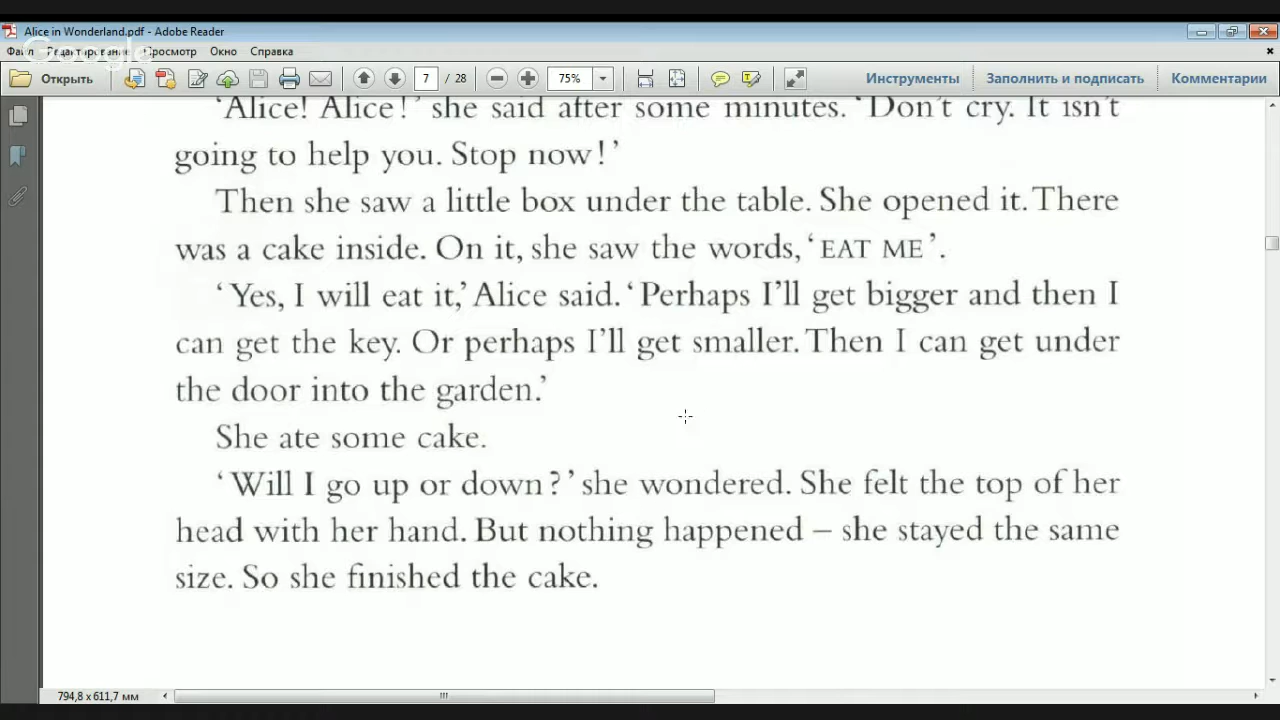 Alice in Wonderland.pdf - Adobe Reader
Файл Редактирование Просмотр Окно Справка
Google
Открыть 7 / 28 75% Инструменты Заполнить и подписать Комментарии
‘Alice! Alice!’ she said after some minutes. ‘Don’t cry. It isn’t
going to help you. Stop now!’
Then she saw a little box under the table. She opened it. There
was a cake inside. On it, she saw the words, ‘EAT ME’.
‘Yes, I will eat it,’ Alice said. ‘Perhaps I’ll get bigger and then I
can get the key. Or perhaps I’ll get smaller. Then I can get under
the door into the garden.’
She ate some cake.
‘Will I go up or down?’ she wondered. She felt the top of her
head with her hand. But nothing happened – she stayed the same
size. So she finished the cake.
794,8 x 611,7 мм